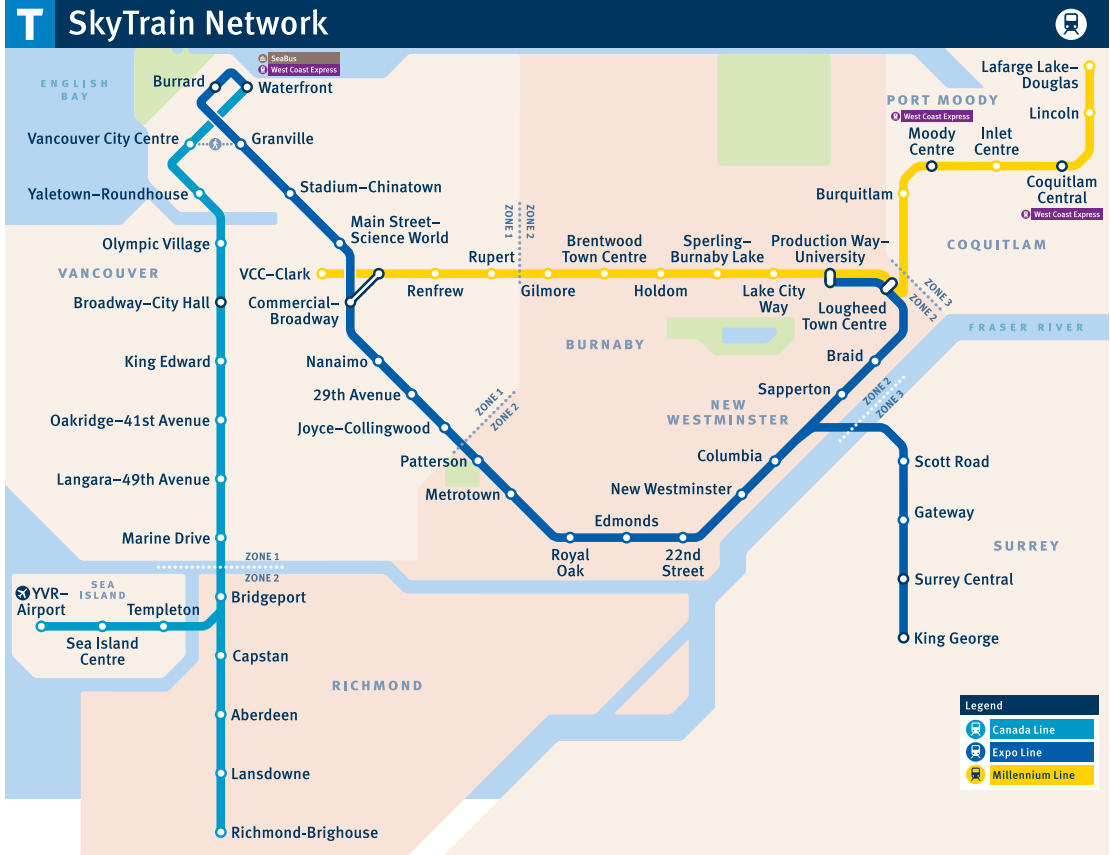 T SkyTrain Network
SeaBus
West Coast Express
ENGLISH
BAY
Burrard
Waterfront
Vancouver City Centre
Granville
Yaletown–Roundhouse
Stadium–Chinatown
Main Street–
Science World
Olympic Village
VANCOUVER
VCC–Clark
Broadway–City Hall
Commercial–
Broadway
Renfrew
Rupert
ZONE 1
ZONE 2
Gilmore
Brentwood
Town Centre
Holdom
Sperling–
Burnaby Lake
Lake City
Way
Production Way–
University
Lougheed
Town Centre
Burquitlam
PORT MOODY
West Coast Express
Moody
Centre
Inlet
Centre
Coquitlam
Central
West Coast Express
Lincoln
Lafarge Lake–
Douglas
COQUITLAM
ZONE 3
ZONE 2
FRASER RIVER
BURNABY
King Edward
Nanaimo
29th Avenue
Joyce–Collingwood
ZONE 1
ZONE 2
Patterson
Metrotown
Royal
Oak
Edmonds
22nd
Street
New Westminster
Columbia
NEW
WESTMINSTER
Sapperton
Braid
ZONE 2
ZONE 3
Scott Road
Gateway
SURREY
Surrey Central
King George
Oakridge–41st Avenue
Langara–49th Avenue
Marine Drive
ZONE 1
ZONE 2
SEA
ISLAND
YVR–
Airport
Templeton
Sea Island
Centre
Bridgeport
Capstan
RICHMOND
Aberdeen
Lansdowne
Richmond-Brighouse
Legend
Canada Line
Expo Line
Millennium Line